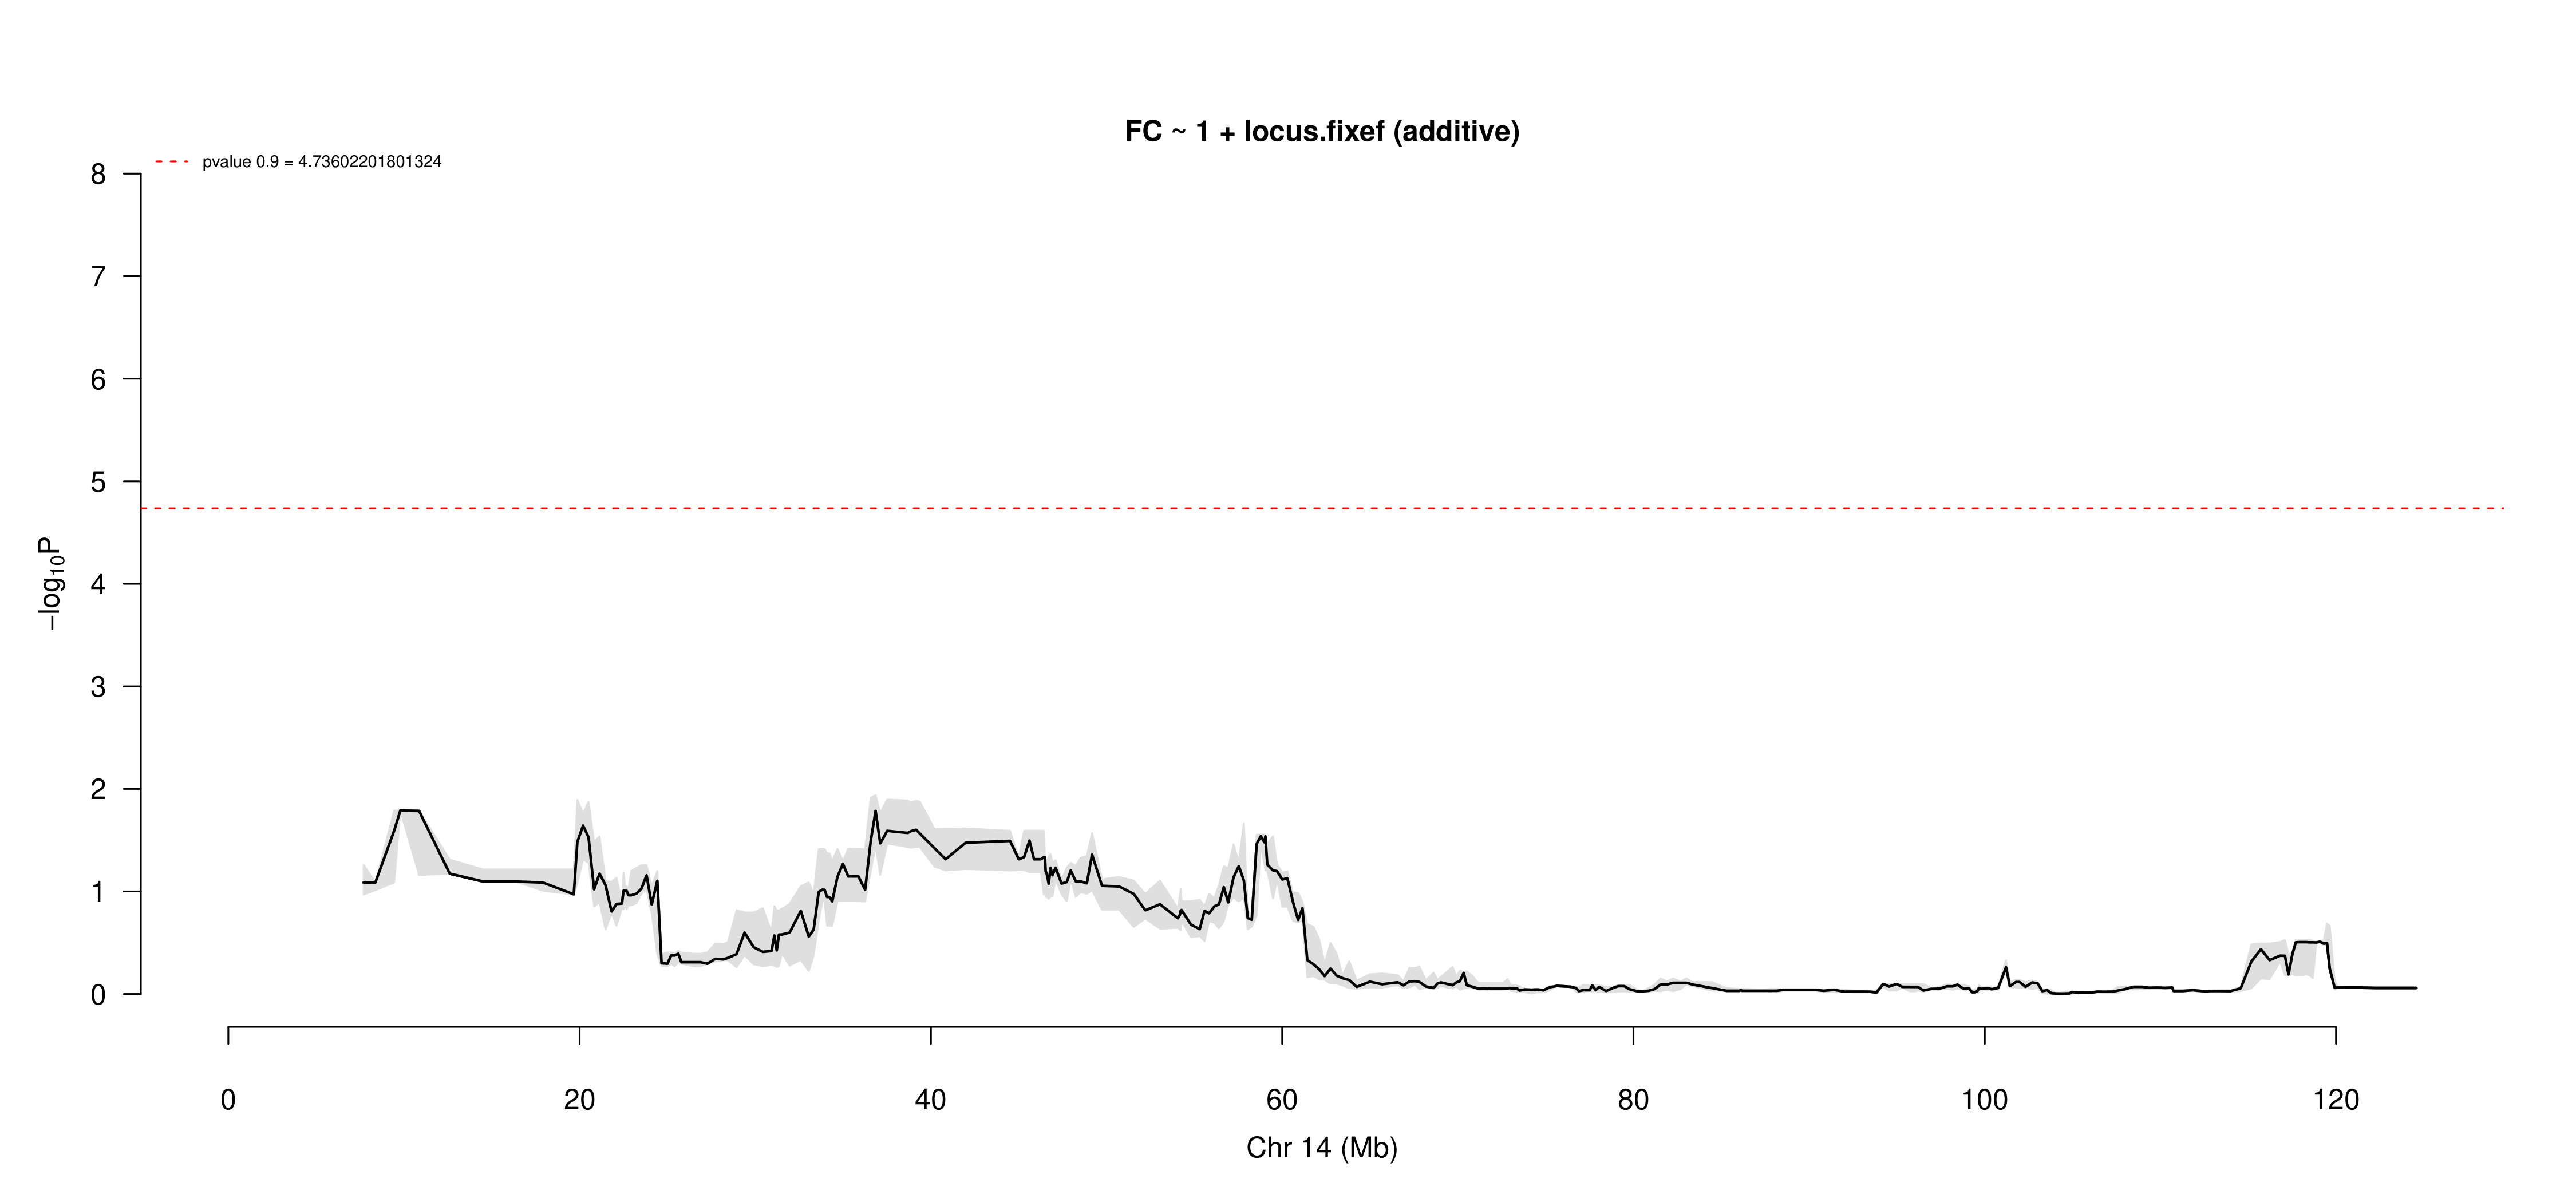 FC ~ 1 + locus.fixef (additive)
pvalue 0.9 = 4.73602201801324
8
7
6
5
4
3
2
1
0
−log10P
0 20 40 60 80 100 120
Chr 14 (Mb)